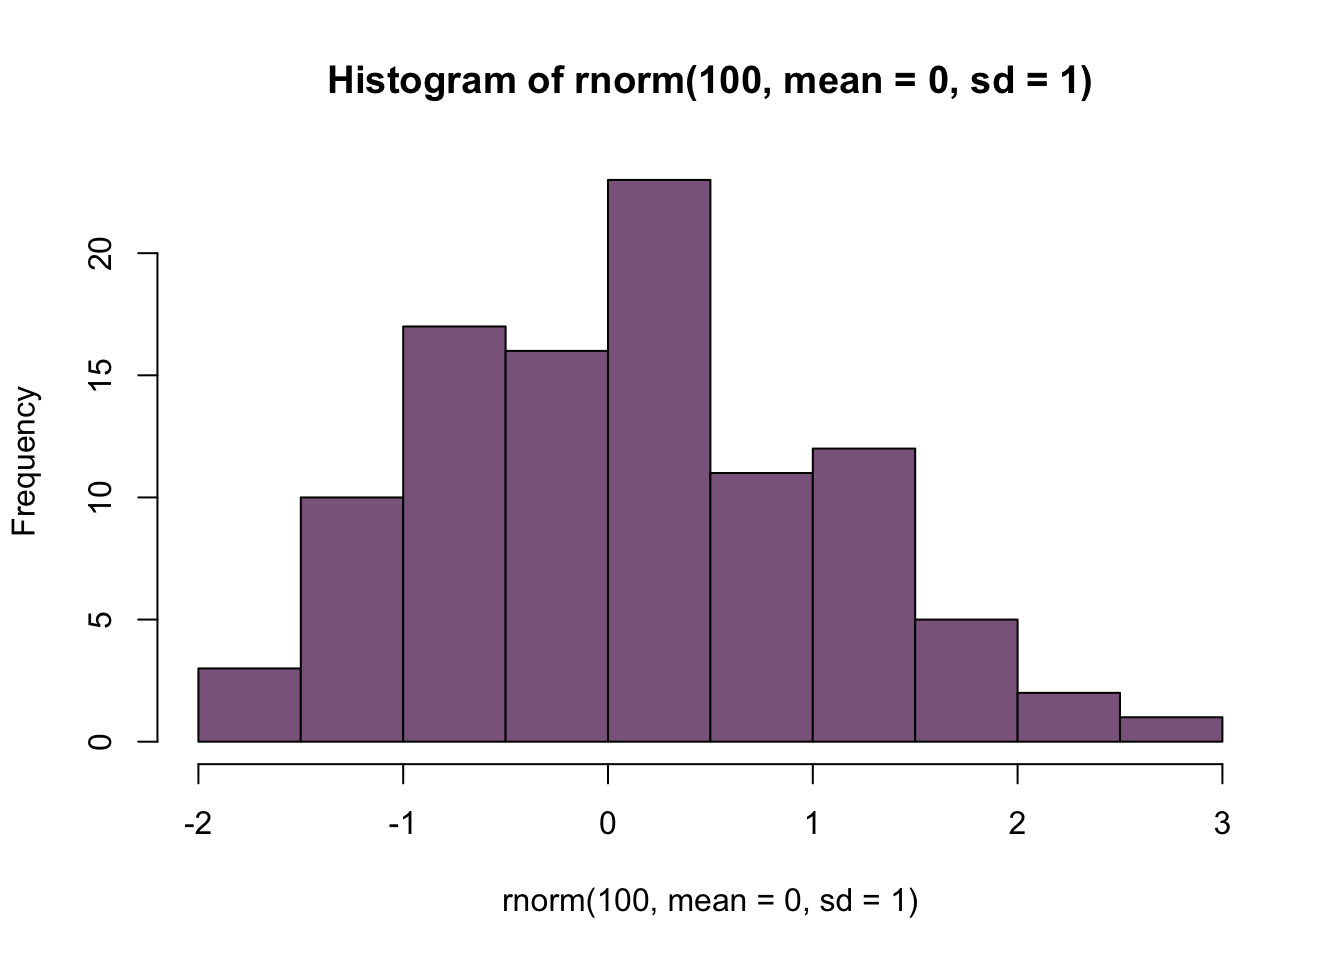 Histogram of rnorm(100, mean = 0, sd = 1)
Frequency
20
15
10
5
0
-2 -1 0 1 2 3
rnorm(100, mean = 0, sd = 1)